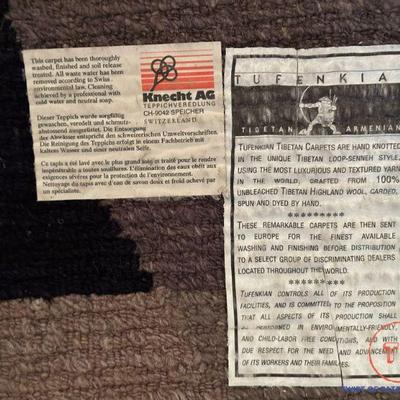 This carpet has been thoroughly
washed, finished and soil release
treated. All waste water has been
removed according to Swiss
environmental law. Cleaning
achieved by a professional with
cold water and neutral soap.
Knecht AG
TEPPICHVEREDLUNG
CH-9042 SPEICHER
SWITZERLAND
Dieser Teppich wurde sorgfältig
gewaschen, veredelt und schmutz-
abstossend ausgerüstet. Die Entsorgung
der Abwässer entspricht den schweizerischen Umweltvorschriften.
Die Reinigung des Teppichs erfolgt in einem Fachbetrieb mit
kaltem Wasser und einer neutralen Seife.
Ce tapis a été lavé avec le plus grand soin et traité pour le rendre
imperméable à toutes souillures. L'élimination des eaux obéit aux
exigences sévères pour la protection de l'environnement.
Nettoyage du tapis avec d'eau de savon doux et froid achevé par
un spécialiste.
TUFENKIAN
TIBETAN ARMENIAN
TUFENKIAN TIBETAN CARPETS ARE HAND KNOTTED
IN THE UNIQUE TIBETAN LOOP-SENNEH STYLE,
USING THE MOST LUXURIOUS AND TEXTURED YARN
IN THE WORLD, CRAFTED FROM 100%
UNBLEACHED TIBETAN HIGHLAND WOOL, CARDED,
SPUN AND DYED BY HAND.
*********
THESE REMARKABLE CARPETS ARE THEN SENT
TO EUROPE FOR THE FINEST AVAILABLE
WASHING AND FINISHING BEFORE DISTRIBUTION
TO A SELECT GROUP OF DISCRIMINATING DEALERS
LOCATED THROUGHOUT THE WORLD.
*********
TUFENKIAN CONTROLS ALL OF ITS PRODUCTION
FACILITIES, AND IS COMMITTED TO THE PROPOSITION
THAT ALL ASPECTS OF ITS PRODUCTION SHALL
BE PERFORMED IN ENVIRONMENTALLY-FRIENDLY,
AND CHILD-LABOR FREE CONDITIONS, AND WITH
DUE RESPECT FOR THE NEED AND ADVANCEMENT
OF ITS WORKERS AND THEIR FAMILIES.
T